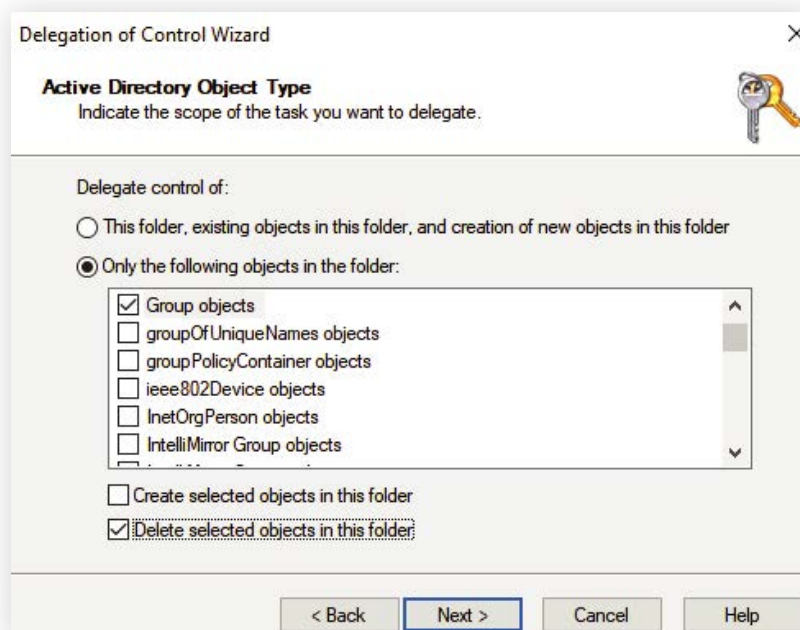 Delegation of Control Wizard
Active Directory Object Type
Indicate the scope of the task you want to delegate.
Delegate control of:
This folder, existing objects in this folder, and creation of new objects in this folder
Only the following objects in the folder:
Group objects
groupOfUniqueNames objects
groupPolicyContainer objects
ieee802Device objects
InetOrgPerson objects
IntelliMirror Group objects
Create selected objects in this folder
Delete selected objects in this folder
< Back Next > Cancel Help